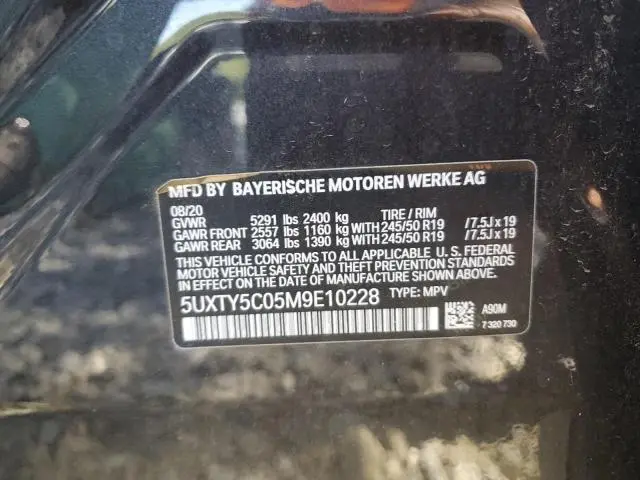 MFD BY BAYERISCHE MOTOREN WERKE AG
08/20
GVWR 5291 lbs 2400 kg TIRE / RIM
GAWR FRONT 2557 lbs 1160 kg WITH 245/50 R19 /7.5J x 19
GAWR REAR 3064 lbs 1390 kg WITH 245/50 R19 /7.5J x 19
THIS VEHICLE CONFORMS TO ALL APPLICABLE U. S. FEDERAL
MOTOR VEHICLE SAFETY AND THEFT PREVENTION STANDARDS
IN EFFECT ON THE DATE OF MANUFACTURE SHOWN ABOVE.
5UXTY5C05M9E10228 TYPE: MPV
A90M
7 320 730